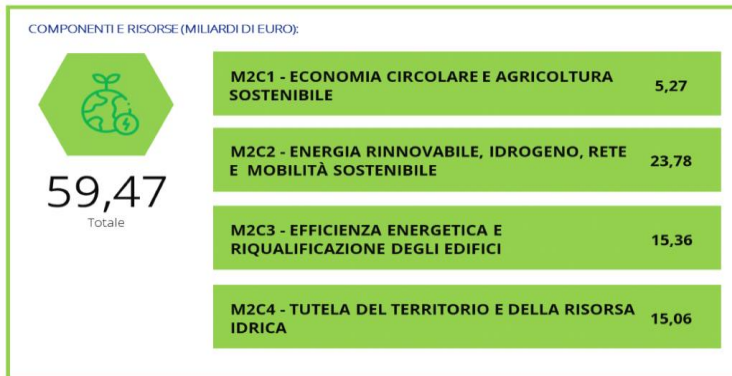 COMPONENTI E RISORSE (MILIARDI DI EURO):
59,47
Totale
M2C1 - ECONOMIA CIRCOLARE E AGRICOLTURA
SOSTENIBILE
5,27
M2C2 - ENERGIA RINNOVABILE, IDROGENO, RETE
E MOBILITÀ SOSTENIBILE
23,78
M2C3 - EFFICIENZA ENERGETICA E
RIQUALIFICAZIONE DEGLI EDIFICI
15,36
M2C4 - TUTELA DEL TERRITORIO E DELLA RISORSA
IDRICA
15,06